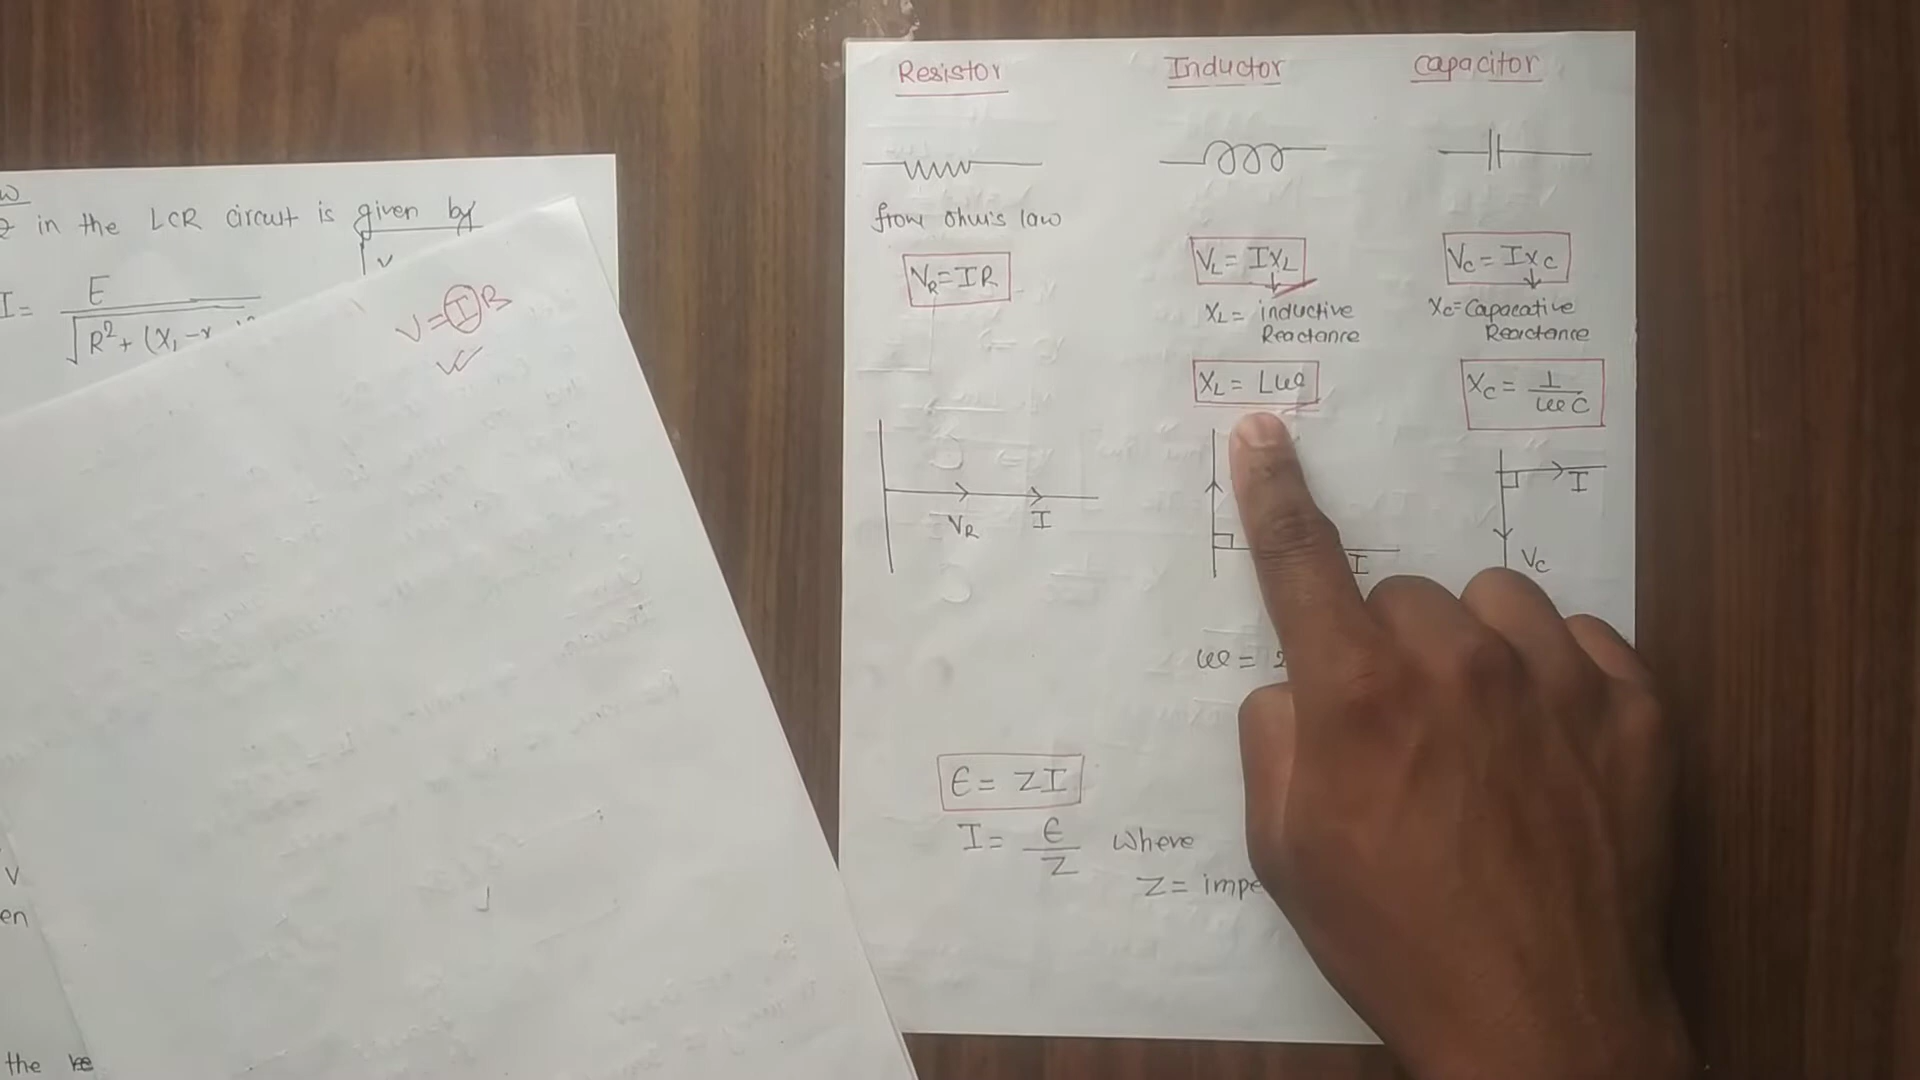 Resistor
Inductor
Capacitor
from ohm's law
V_R = IR
V_L = IX_L
X_L = inductive
Reactance
X_L = Lω
V_C = IX_C
X_C = Capacative
Reactance
X_C = 1/ωC
V_R I
I
I
V_C
ω = 2
ϵ = ZI
I = ϵ/Z where
Z = impe
in the LCR circuit is given by
I = E/√R² + (X_L -
V = IR
V
en
the